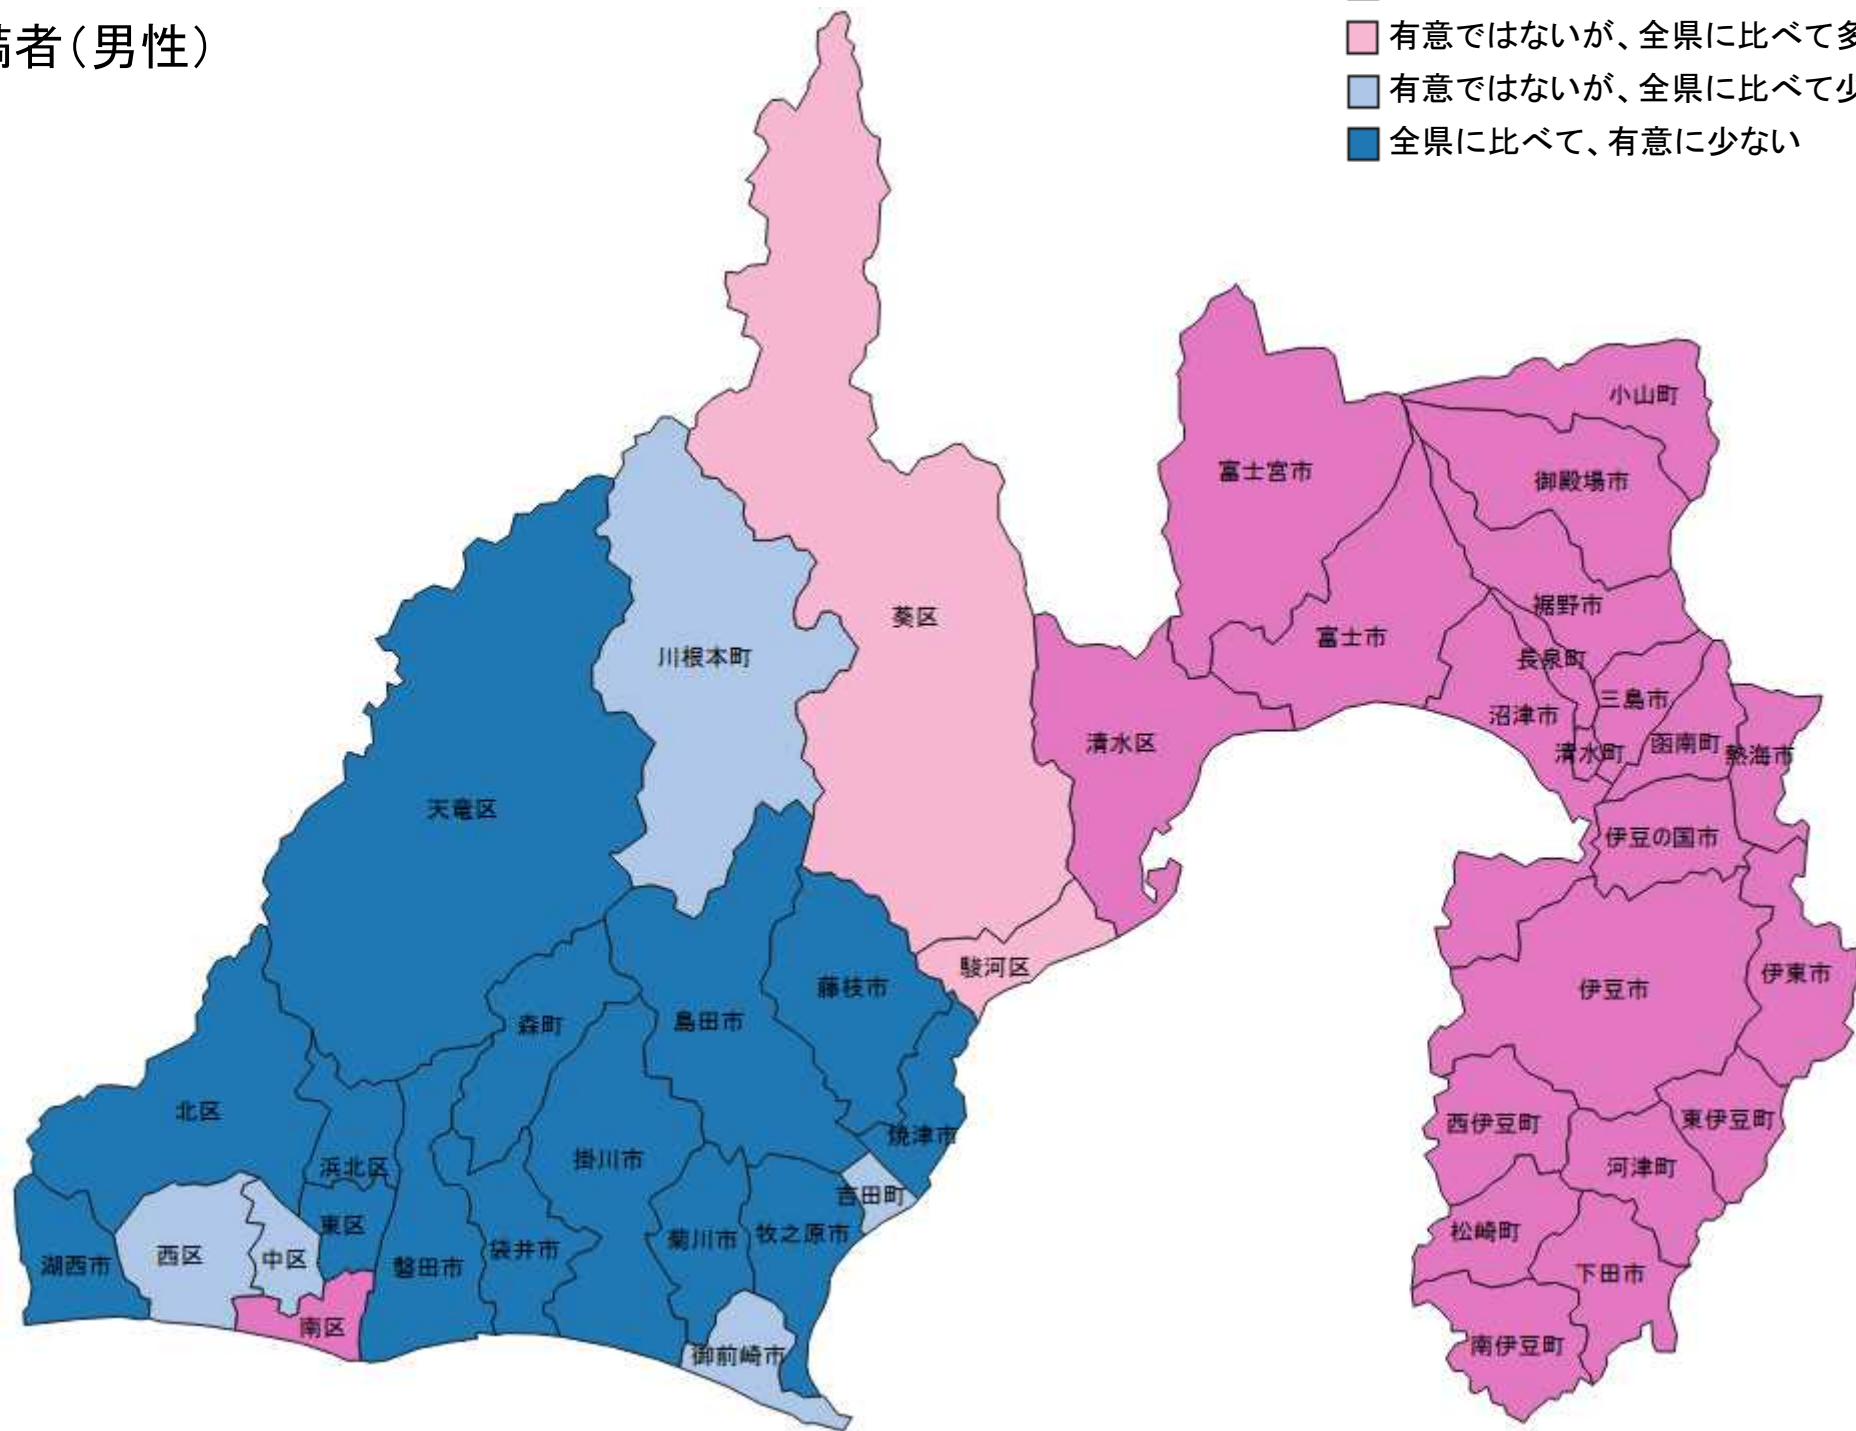 者（男性）
有意ではないが、全県に比べて多
有意ではないが、全県に比べて少
全県に比べて、有意に少ない
小山町
富士宮市
御殿場市
裾野市
葵区
富士市
川根本町
長泉町
三島市
沼津市
清水区
清水町
函南町
熱海市
天竜区
伊豆の国市
駿河区
伊東市
藤枝市
伊豆市
島田市
森町
北区
西伊豆町
東伊豆町
焼津市
掛川市
浜北区
河津町
吉田町
東区
松崎町
牧之原市
菊川市
袋井市
西区
中区
湖西市
磐田市
下田市
南区
南伊豆町
御前崎市